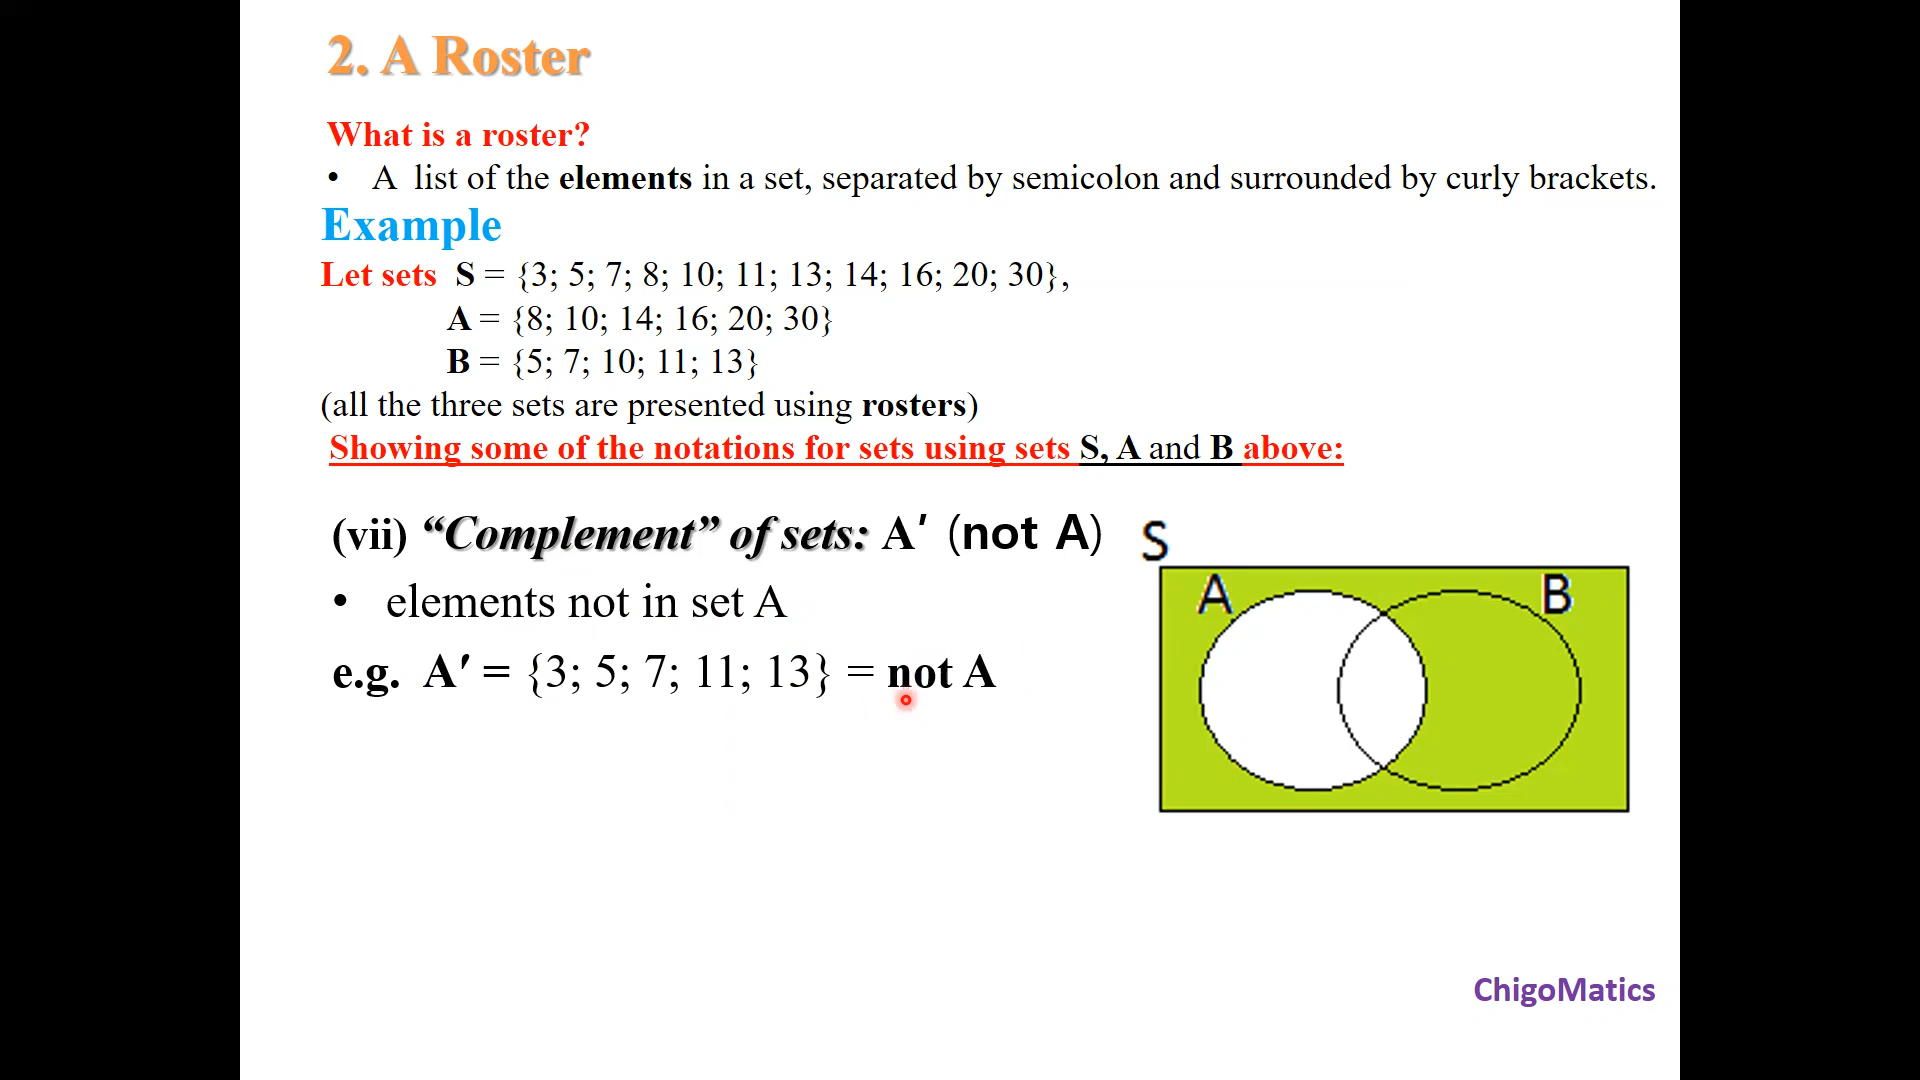 2. A Roster
What is a roster?
• A list of the elements in a set, separated by semicolon and surrounded by curly brackets.
Example
Let sets S = {3; 5; 7; 8; 10; 11; 13; 14; 16; 20; 30},
A = {8; 10; 14; 16; 20; 30}
B = {5; 7; 10; 11; 13}
(all the three sets are presented using rosters)
Showing some of the notations for sets using sets S, A and B above:
(vii) “Complement” of sets: A′ (not A)
• elements not in set A
e.g. A′ = {3; 5; 7; 11; 13} = not A
S
A B
ChigoMatics